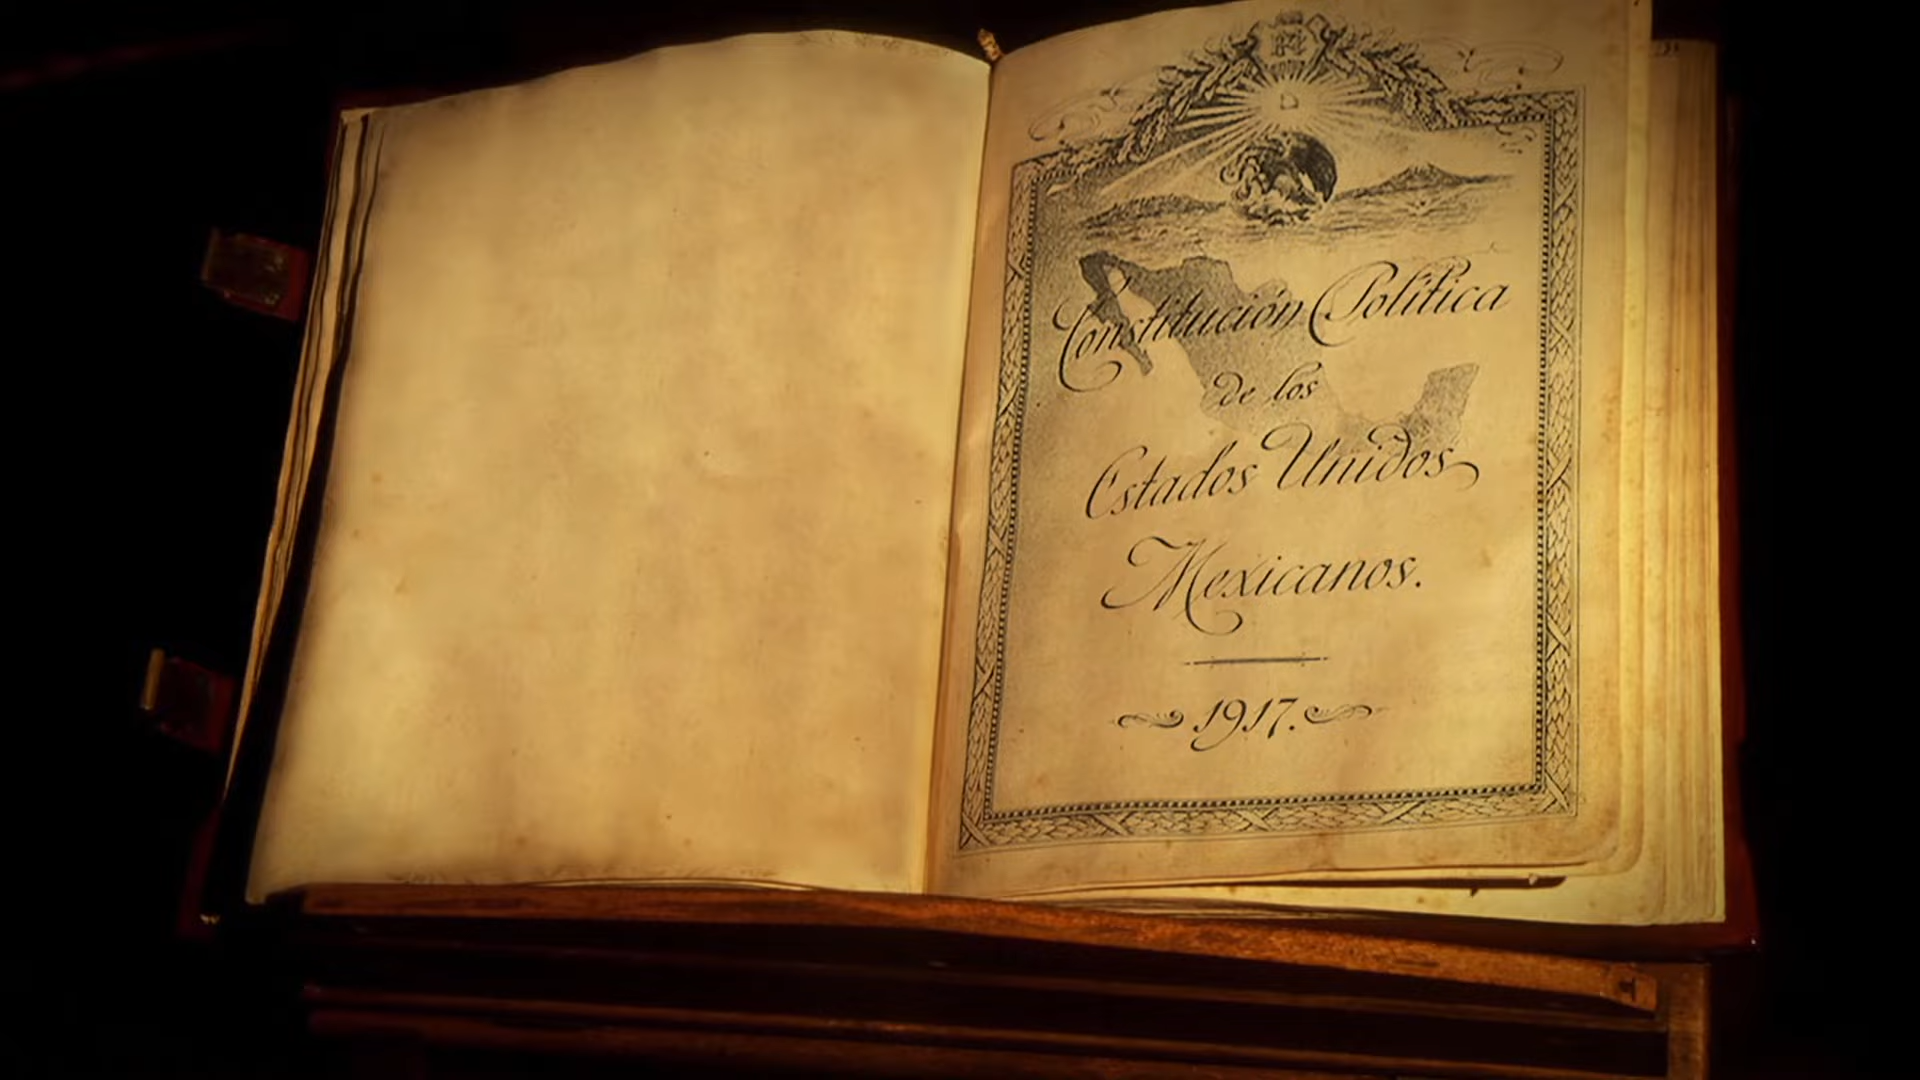 Constitución Política
de los
Estados Unidos
Mexicanos.
1917.